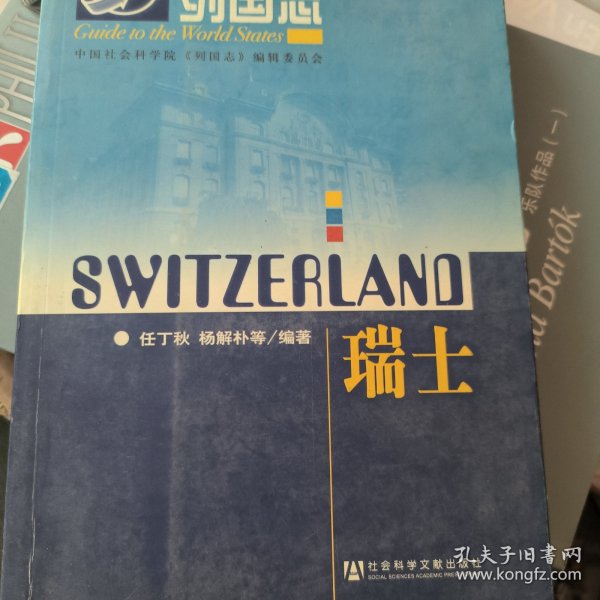 列国志
Guide to the World States
中国社会科学院《列国志》编辑委员会
SWITZERLAND
任丁秋 杨解朴等/编著
瑞士
社会科学文献出版社
SOCIAL SCIENCES ACADEMIC PRESS
乐队作品(一)
Bartók
孔夫子旧书网
www.kongfz.com